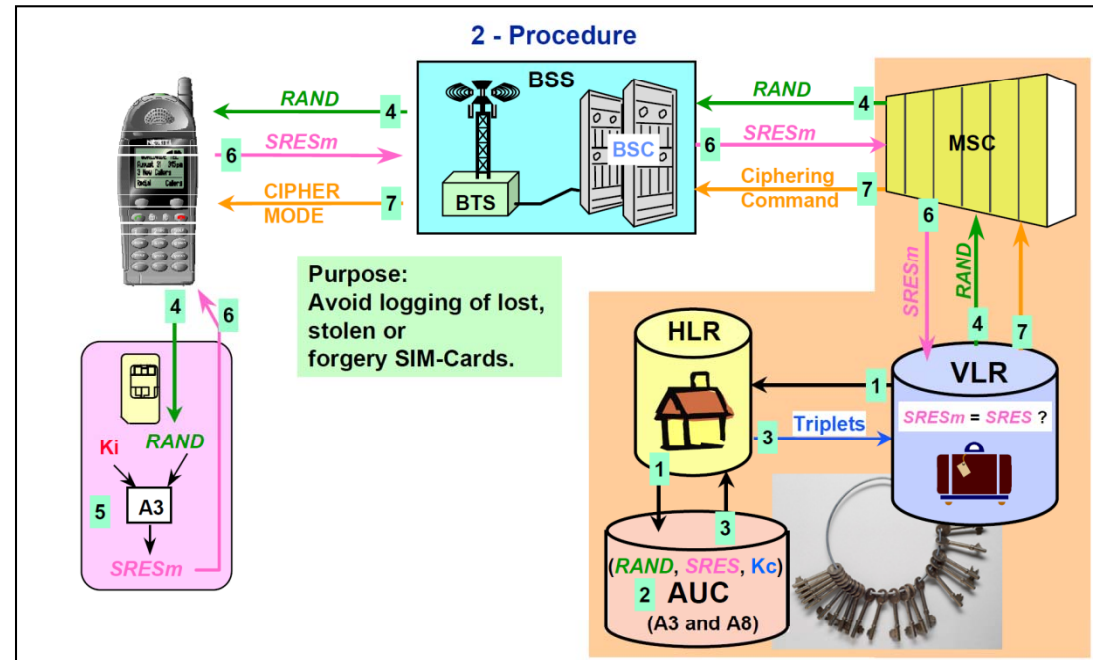 2 - Procedure
BSS
RAND
4
6
SRESm
CIPHER
MODE
7
BTS
BSC
RAND
4
6
SRESm
Ciphering
Command
7
MSC
6
SRESm
RAND
4
7
Purpose:
Avoid logging of lost,
stolen or
forgery SIM-Cards.
4
6
Ki
RAND
5
A3
SRESm
HLR
1
3
Triplets
VLR
SRESm = SRES ?
1
3
(RAND, SRES, Kc)
2
AUC
(A3 and A8)